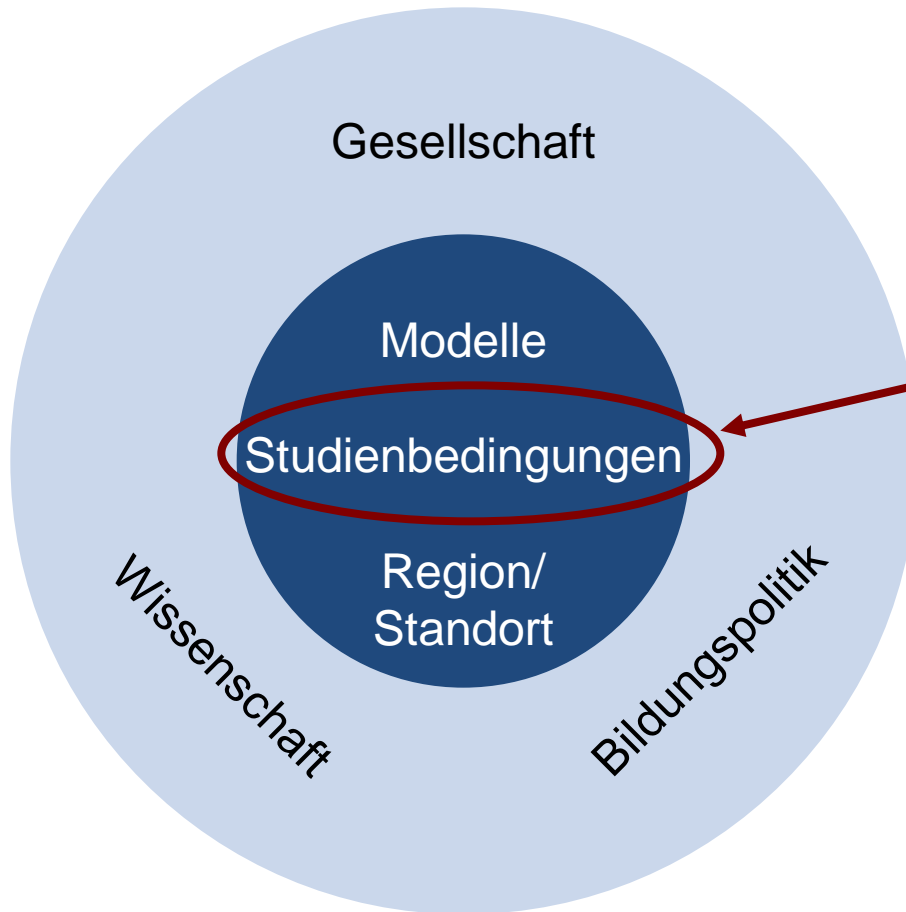 Gesellschaft
Modelle
Studienbedingungen
Region/
Standort
Wissenschaft
Bildungspolitik